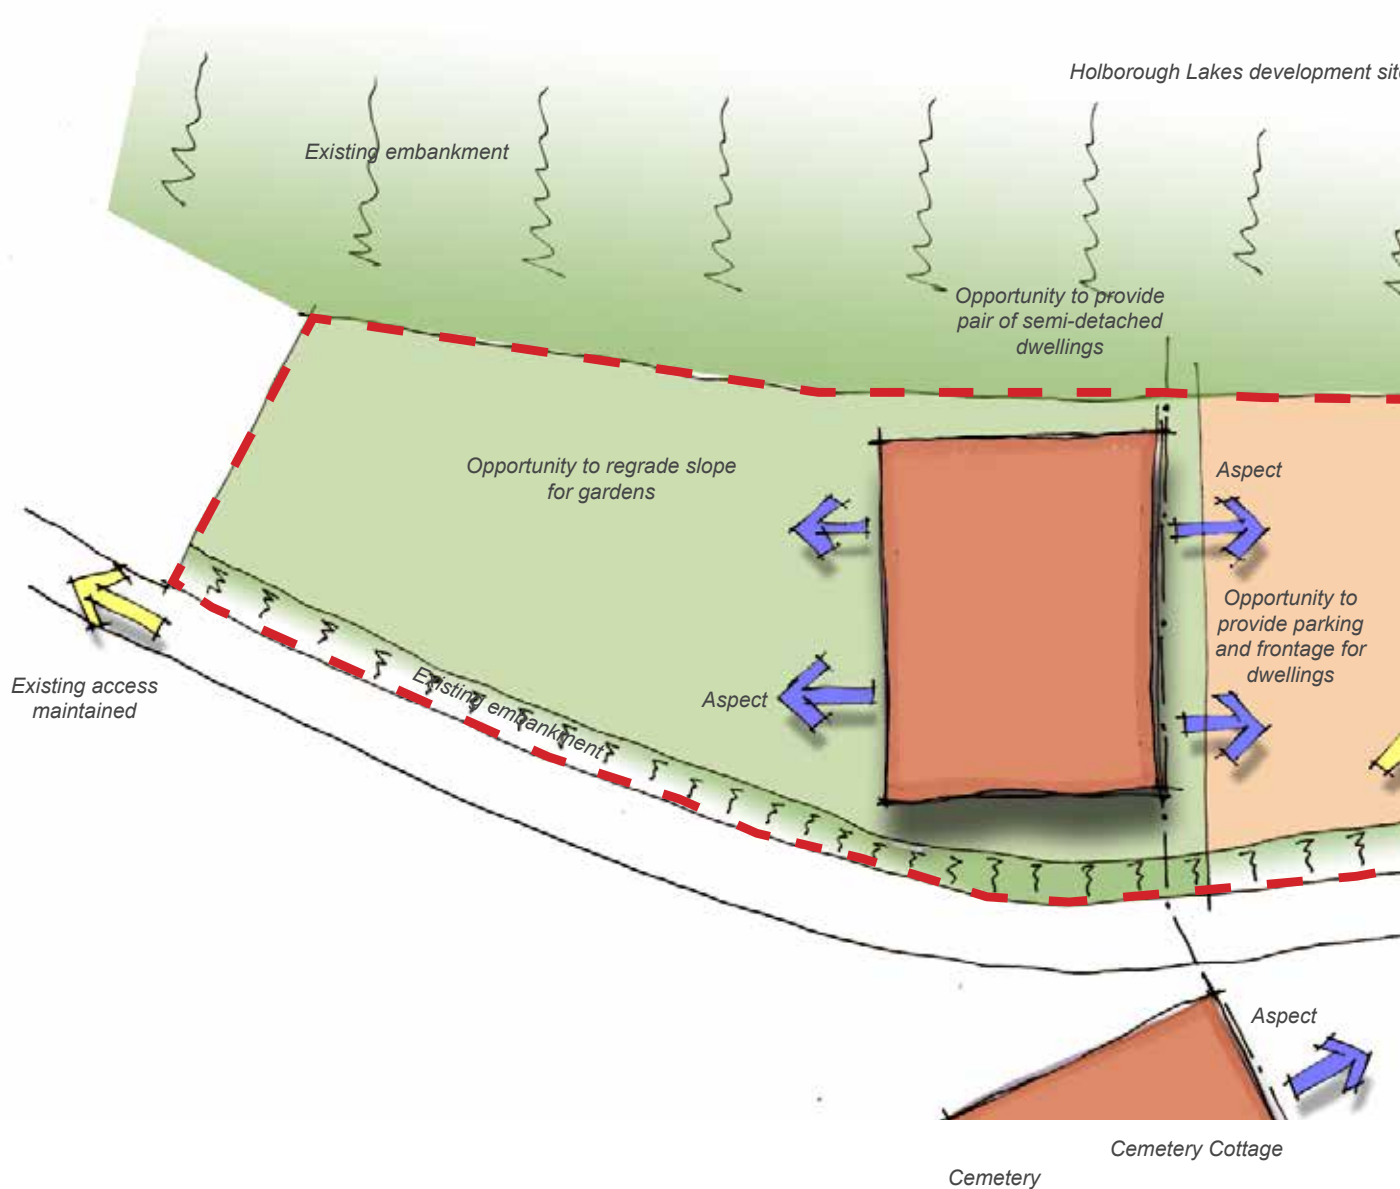 Holborough Lakes development site
Existing embankment
Opportunity to provide
pair of semi-detached
dwellings
Opportunity to regrade slope
for gardens
Aspect
Opportunity to
provide parking
and frontage for
dwellings
Existing access
maintained
Existing embankment
Aspect
Aspect
Cemetery Cottage
Cemetery